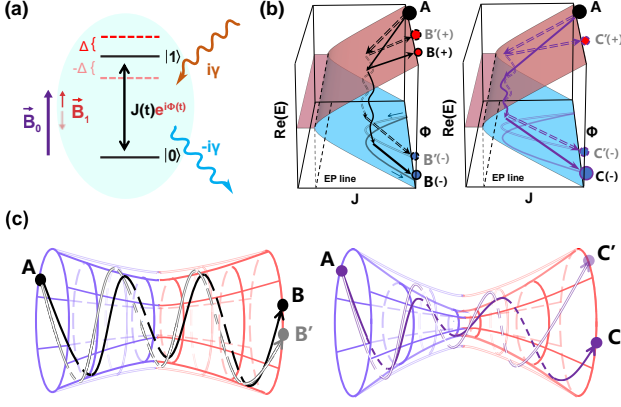 (a)
Δ {
-Δ {
|1⟩
iγ
J(t)e^{iΦ(t)}
B⃗₀
B⃗₁
|0⟩
-iγ
(b)
A
B'(+)
B(+)
Re(E)
Φ
B'(-)
B(-)
EP line
J
A
C'(+)
Re(E)
Φ
C'(-)
C(-)
EP line
J
(c)
A
B
B'
A
C'
C